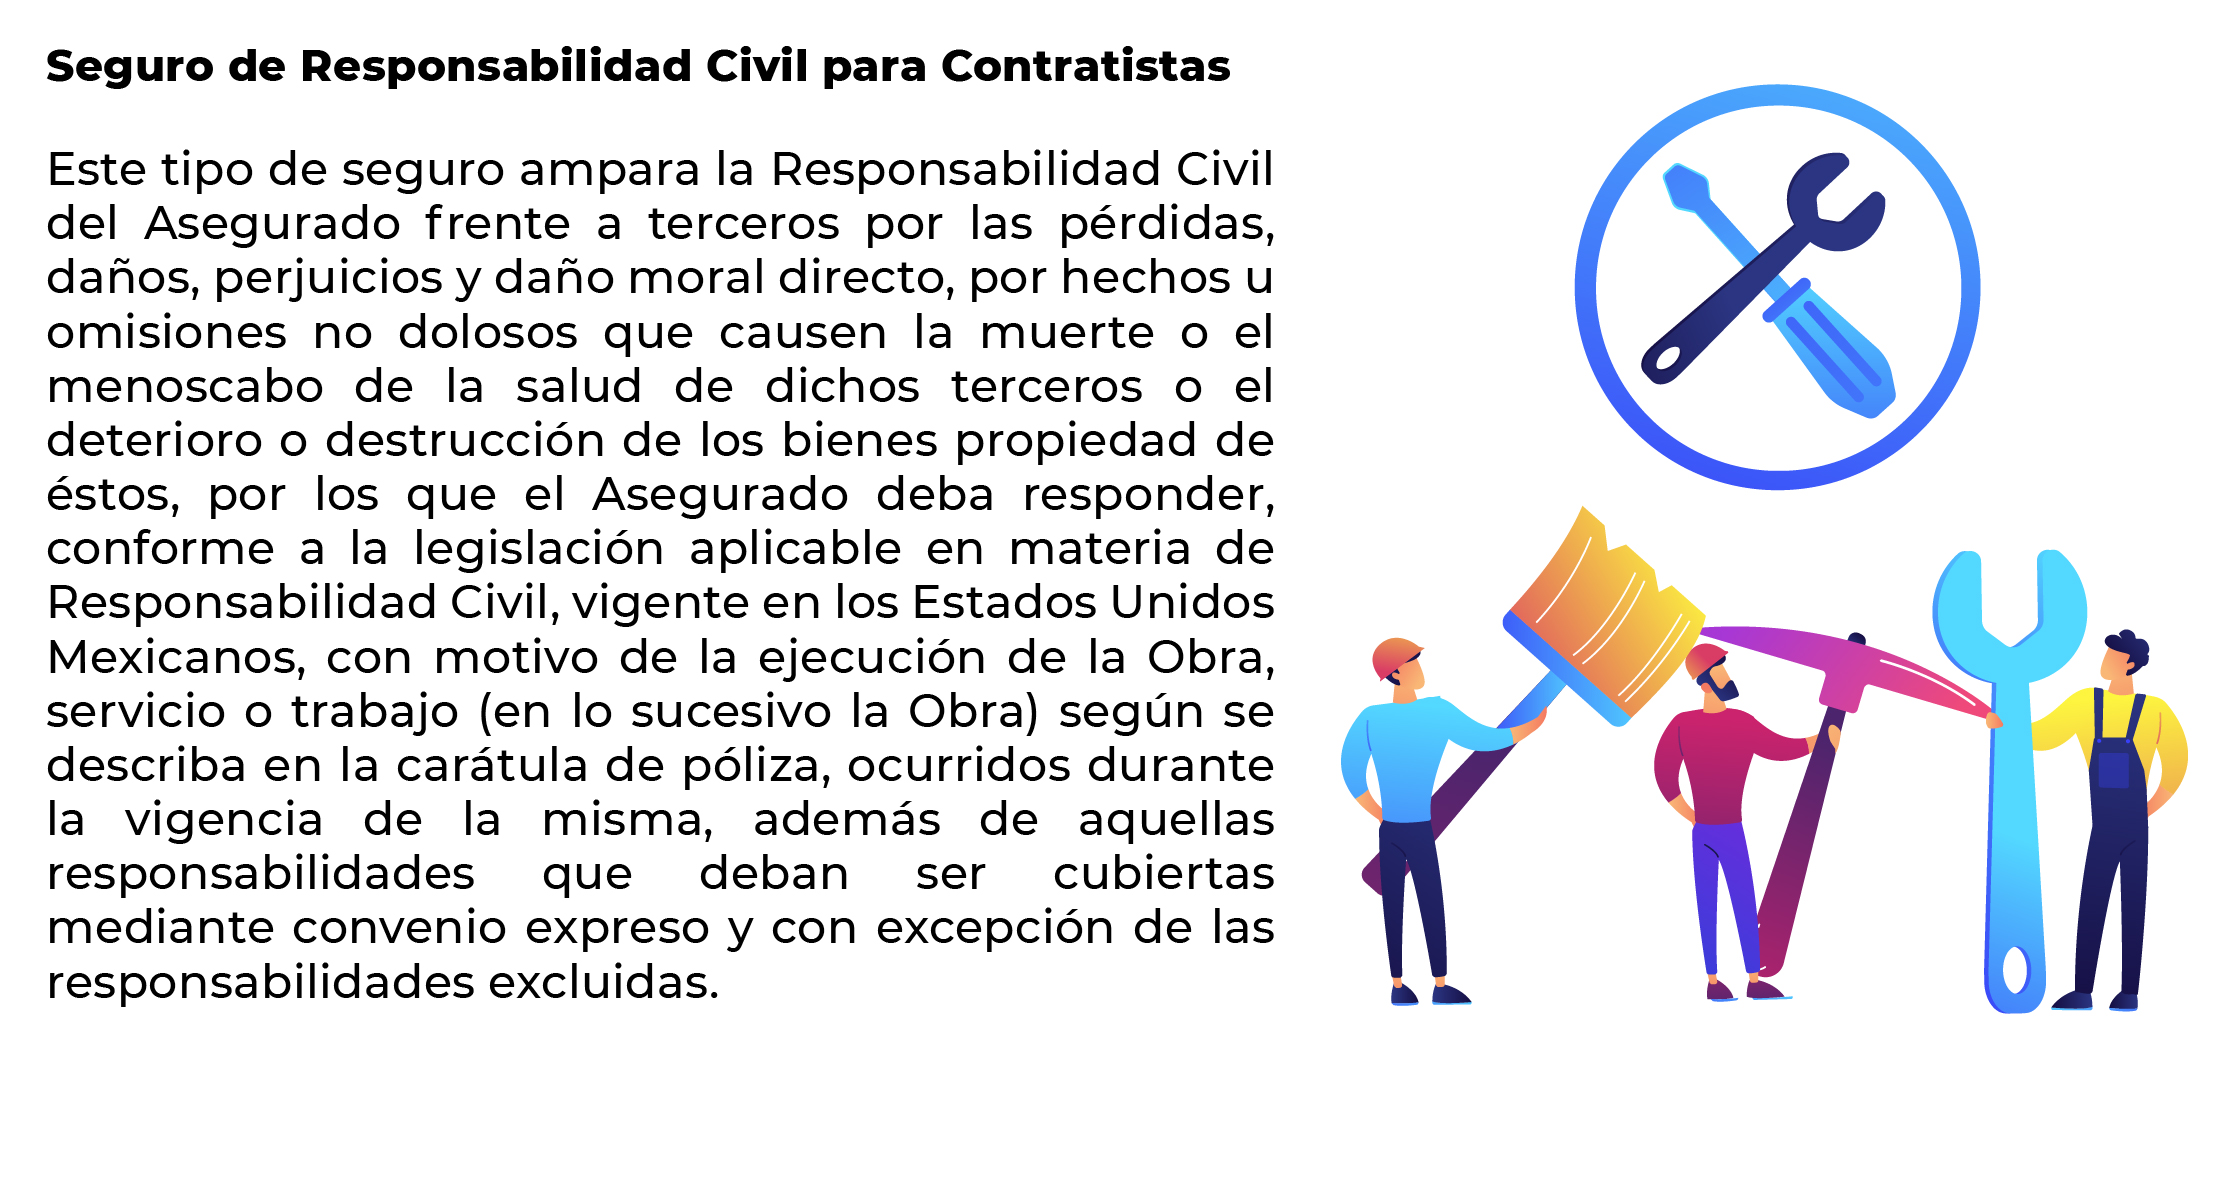 Seguro de Responsabilidad Civil para Contratistas
Este tipo de seguro ampara la Responsabilidad Civil
del Asegurado frente a terceros por las pérdidas,
daños, perjuicios y daño moral directo, por hechos u
omisiones no dolosos que causen la muerte o el
menoscabo de la salud de dichos terceros o el
deterioro o destrucción de los bienes propiedad de
éstos, por los que el Asegurado deba responder,
conforme a la legislación aplicable en materia de
Responsabilidad Civil, vigente en los Estados Unidos
Mexicanos, con motivo de la ejecución de la Obra,
servicio o trabajo (en lo sucesivo la Obra) según se
describa en la carátula de póliza, ocurridos durante
la vigencia de la misma, además de aquellas
responsabilidades que deban ser cubiertas
mediante convenio expreso y con excepción de las
responsabilidades excluidas.